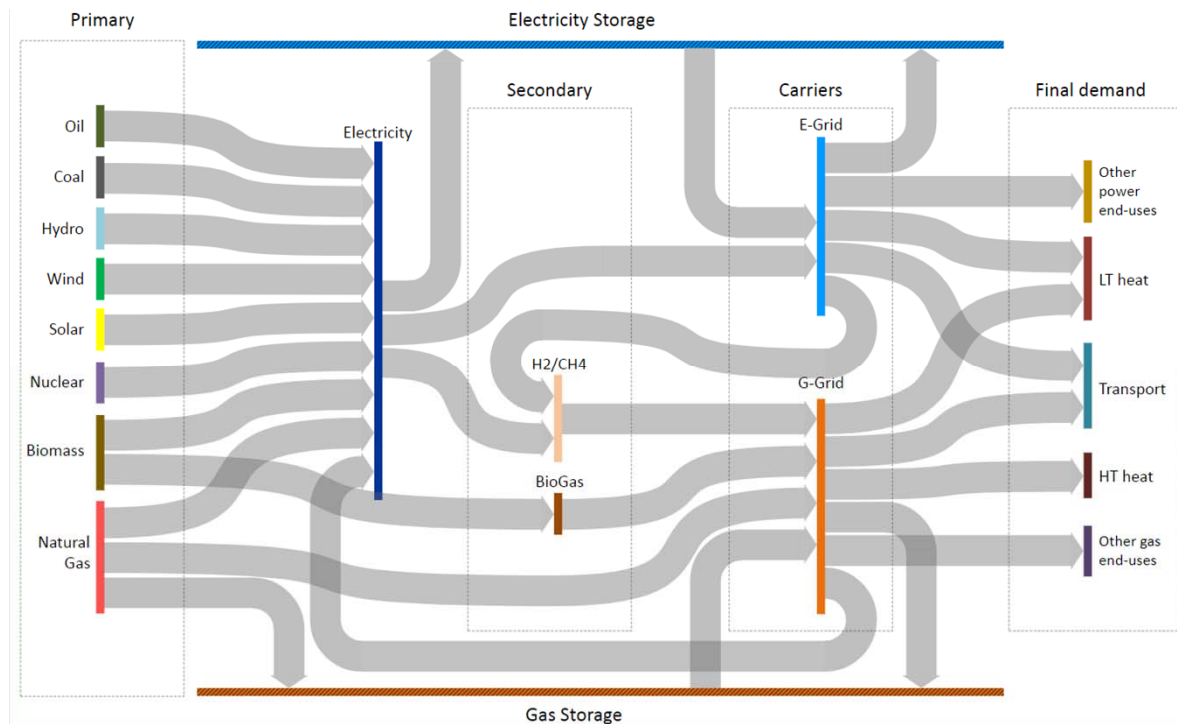 Primary
Electricity Storage
Secondary
Carriers
Final demand
Oil
Coal
Hydro
Wind
Solar
Nuclear
Biomass
Natural
Gas
Electricity
H2/CH4
BioGas
E-Grid
G-Grid
Other
power
end-uses
LT heat
Transport
HT heat
Other gas
end-uses
Gas Storage